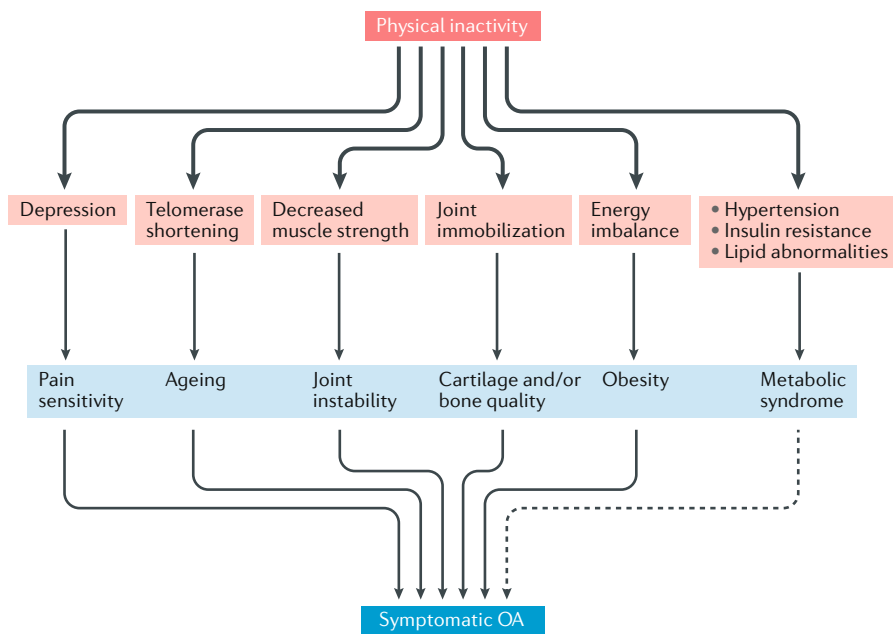 Physical inactivity
Depression
Telomerase
shortening
Decreased
muscle strength
Joint
immobilization
Energy
imbalance
• Hypertension
• Insulin resistance
• Lipid abnormalities
Pain
sensitivity
Ageing
Joint
instability
Cartilage and/or
bone quality
Obesity
Metabolic
syndrome
Symptomatic OA